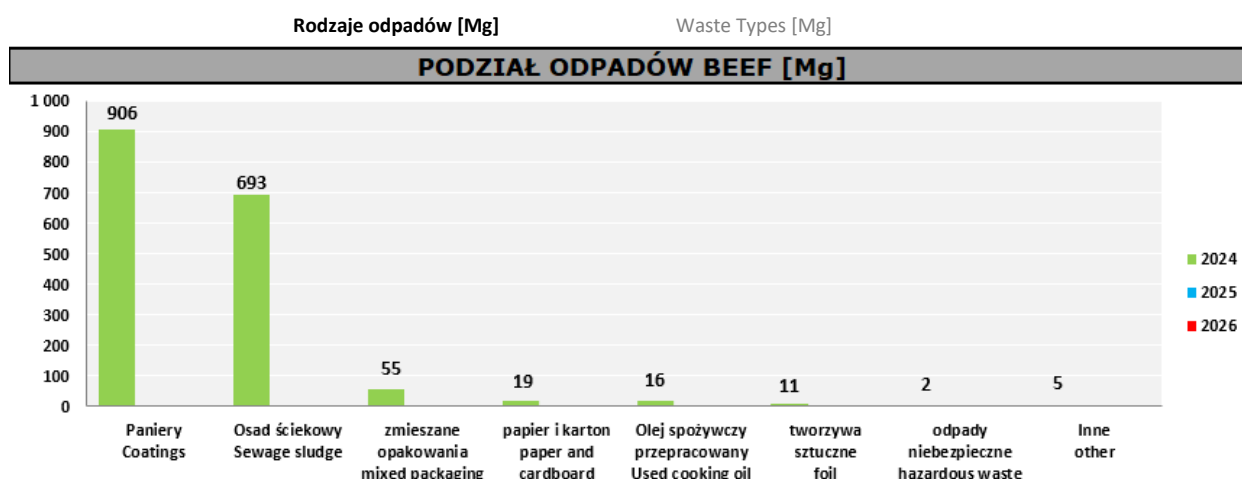 Rodzaje odpadów [Mg] Waste Types [Mg]
PODZIAŁ ODPADÓW BEEF [Mg]
1 000
900
800
700
600
500
400
300
200
100
0
906
693
55
19
16
11
2
5
2024
2025
2026
Paniery
Coatings
Osad ściekowy
Sewage sludge
zmieszane
opakowania
mixed packaging
papier i karton
paper and
cardboard
Olej spożywczy
przepracowany
Used cooking oil
tworzywa
sztuczne
foil
odpady
niebezpieczne
hazardous waste
Inne
other